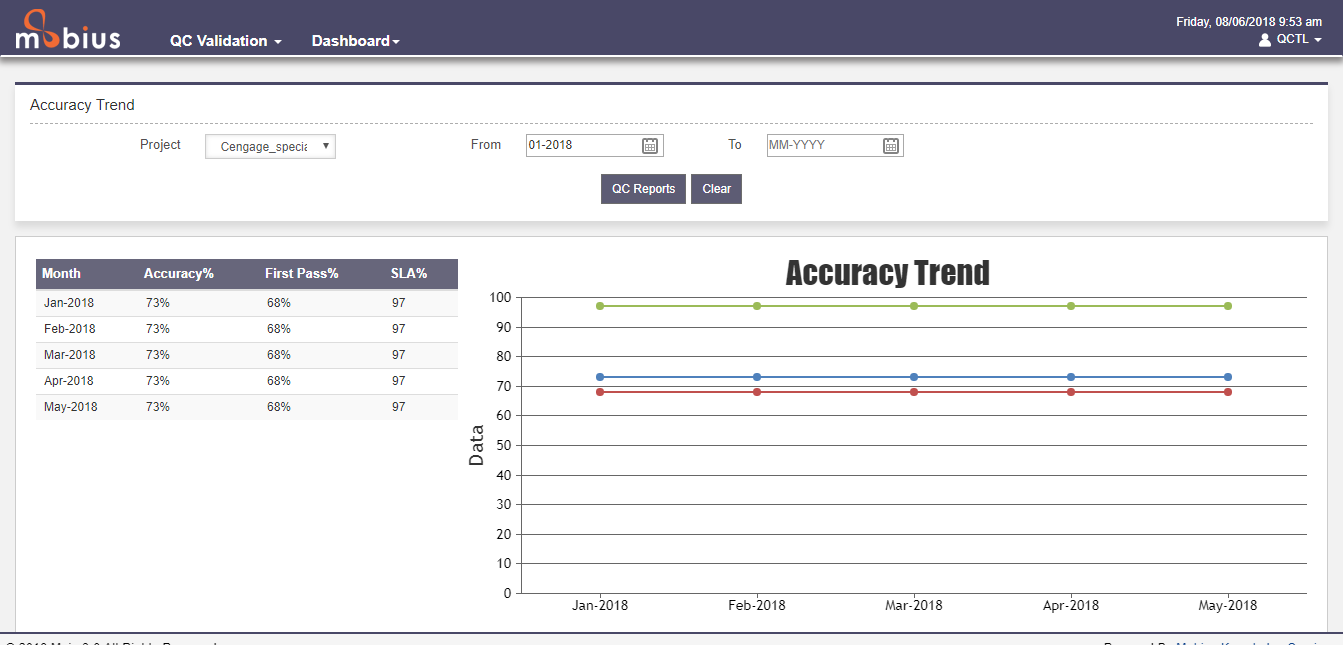 mobius
QC Validation
Dashboard
Friday, 08/06/2018 9:53 am
QCTL
Accuracy Trend
Project Cengage_specia From 01-2018 To MM-YYYY
QC Reports Clear
Month Accuracy% First Pass% SLA%
Jan-2018 73% 68% 97
Feb-2018 73% 68% 97
Mar-2018 73% 68% 97
Apr-2018 73% 68% 97
May-2018 73% 68% 97
Accuracy Trend
100
90
80
70
60
50
40
30
20
10
0
Data
Jan-2018 Feb-2018 Mar-2018 Apr-2018 May-2018